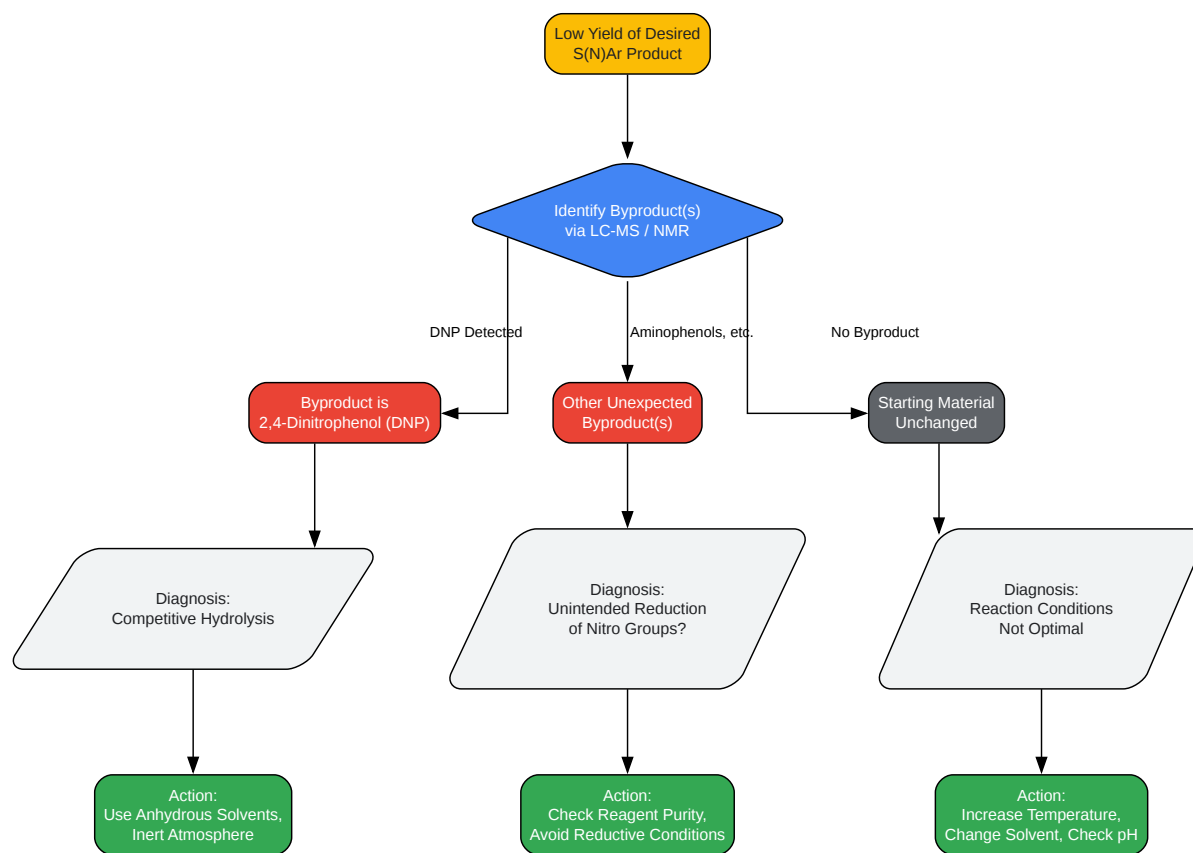 Low Yield of Desired
S(N)Ar Product
Identify Byproduct(s)
via LC-MS / NMR
DNP Detected
Aminophenols, etc.
No Byproduct
Byproduct is
2,4-Dinitrophenol (DNP)
Other Unexpected
Byproduct(s)
Starting Material
Unchanged
Diagnosis:
Competitive Hydrolysis
Diagnosis:
Unintended Reduction
of Nitro Groups?
Diagnosis:
Reaction Conditions
Not Optimal
Action:
Use Anhydrous Solvents,
Inert Atmosphere
Action:
Check Reagent Purity,
Avoid Reductive Conditions
Action:
Increase Temperature,
Change Solvent, Check pH